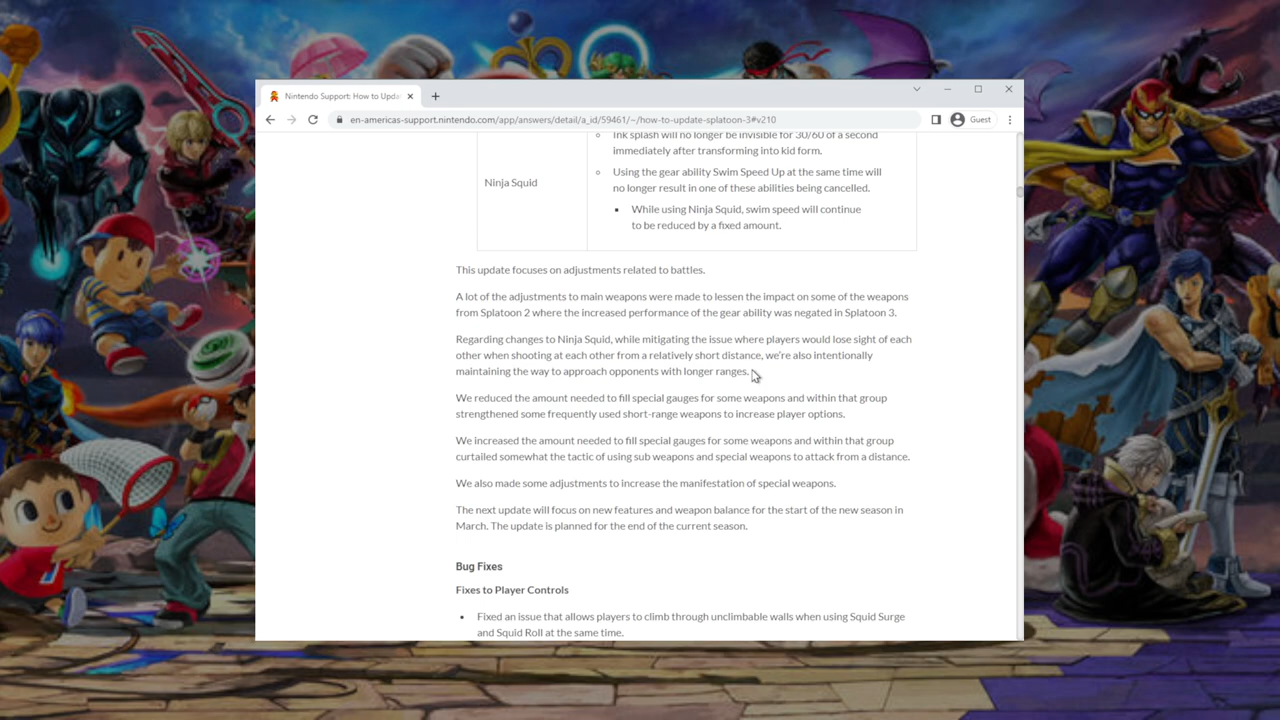 Nintendo Support: How to Upda
en-americas-support.nintendo.com/app/answers/detail/a_id/59461/~/how-to-update-splatoon-3#v210
Guest
Ink splash will no longer be invisible for 30/60 of a second
immediately after transforming into kid form.
Ninja Squid
Using the gear ability Swim Speed Up at the same time will
no longer result in one of these abilities being cancelled.
While using Ninja Squid, swim speed will continue
to be reduced by a fixed amount.
This update focuses on adjustments related to battles.
A lot of the adjustments to main weapons were made to lessen the impact on some of the weapons
from Splatoon 2 where the increased performance of the gear ability was negated in Splatoon 3.
Regarding changes to Ninja Squid, while mitigating the issue where players would lose sight of each
other when shooting at each other from a relatively short distance, we're also intentionally
maintaining the way to approach opponents with longer ranges.
We reduced the amount needed to fill special gauges for some weapons and within that group
strengthened some frequently used short-range weapons to increase player options.
We increased the amount needed to fill special gauges for some weapons and within that group
curtailed somewhat the tactic of using sub weapons and special weapons to attack from a distance.
We also made some adjustments to increase the manifestation of special weapons.
The next update will focus on new features and weapon balance for the start of the new season in
March. The update is planned for the end of the current season.
Bug Fixes
Fixes to Player Controls
Fixed an issue that allows players to climb through unclimbable walls when using Squid Surge
and Squid Roll at the same time.